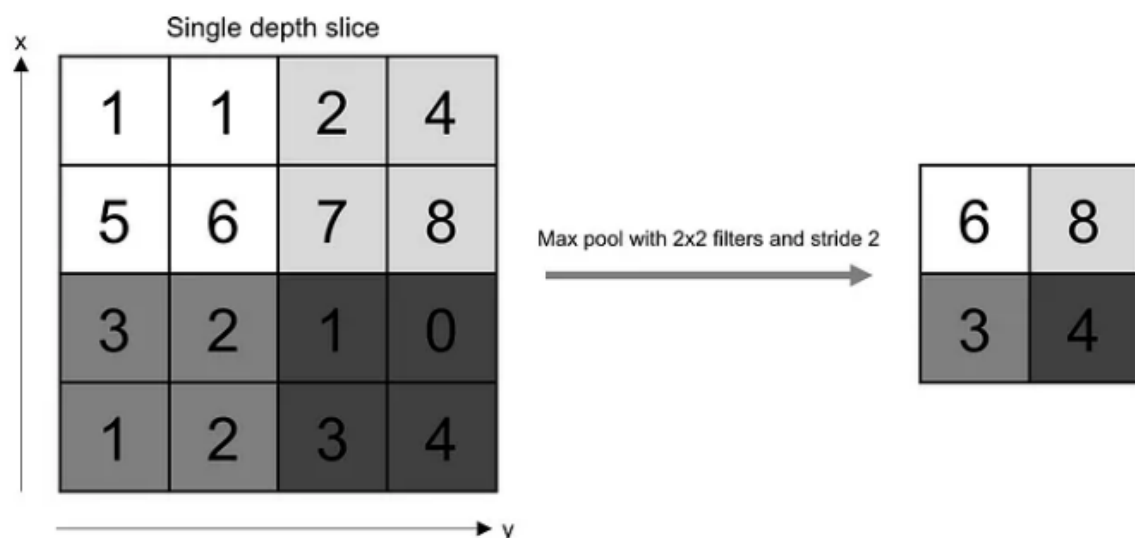 Single depth slice
x
1 1 2 4
5 6 7 8
3 2 1 0
1 2 3 4
y
Max pool with 2x2 filters and stride 2
6 8
3 4